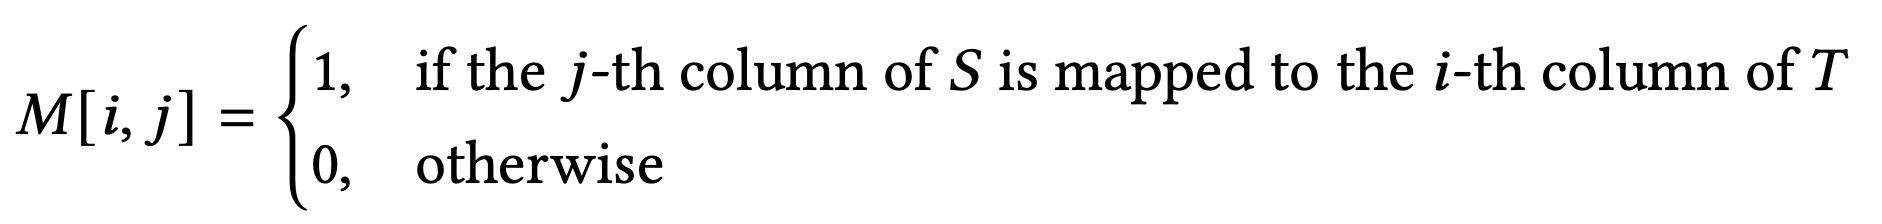 M[i, j] = { 1, if the j-th column of S is mapped to the i-th column of T
0, otherwise